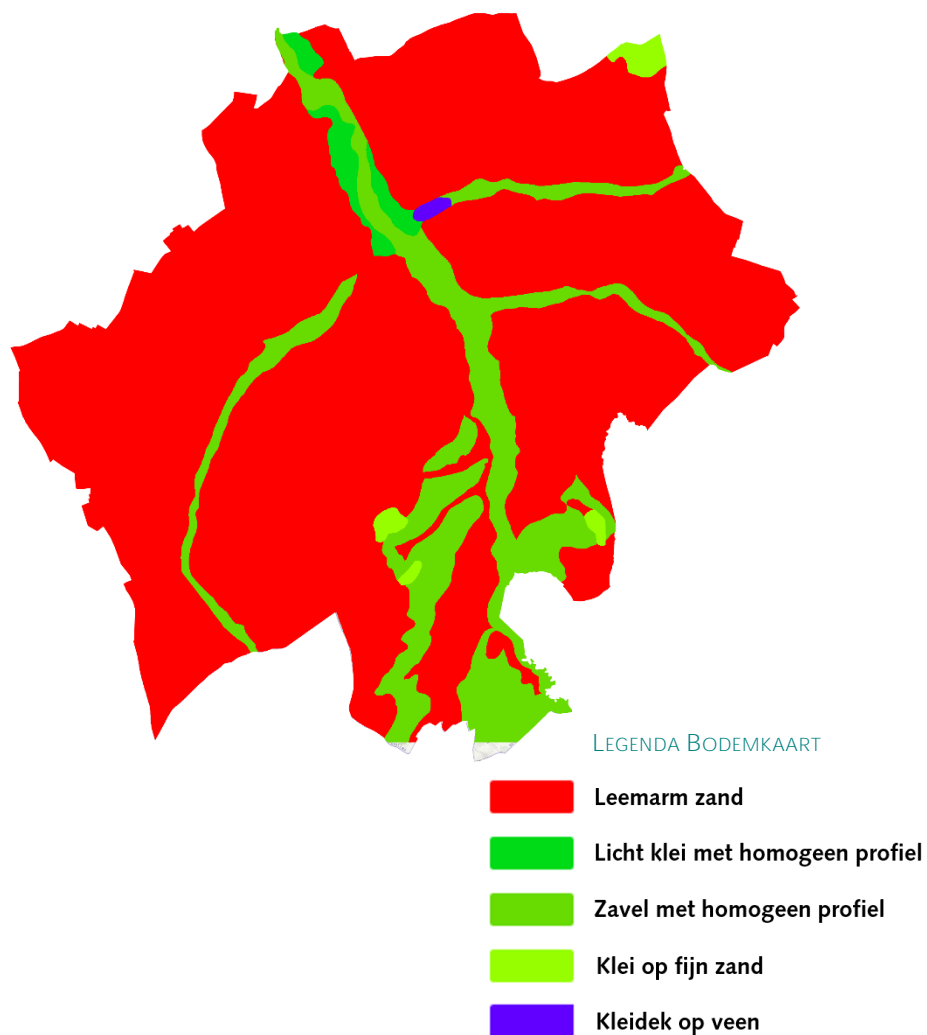 Legenda Bodemkaart
Leemarm zand
Licht klei met homogeen profiel
Zavel met homogeen profiel
Klei op fijn zand
Kleidek op veen